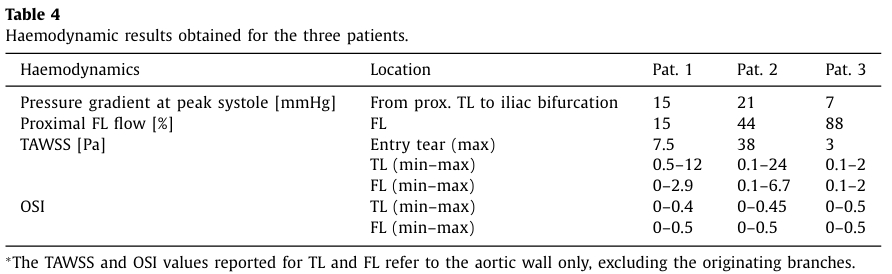 Table 4
Haemodynamic results obtained for the three patients.
Haemodynamics Location Pat. 1 Pat. 2 Pat. 3
Pressure gradient at peak systole [mmHg] From prox. TL to iliac bifurcation 15 21 7
Proximal FL flow [%] FL 15 44 88
TAWSS [Pa] Entry tear (max) 7.5 38 3
TL (min–max) 0.5–12 0.1–24 0.1–2
FL (min–max) 0–2.9 0.1–6.7 0.1–2
OSI TL (min–max) 0–0.4 0–0.45 0–0.5
FL (min–max) 0–0.5 0–0.5 0–0.5
*The TAWSS and OSI values reported for TL and FL refer to the aortic wall only, excluding the originating branches.